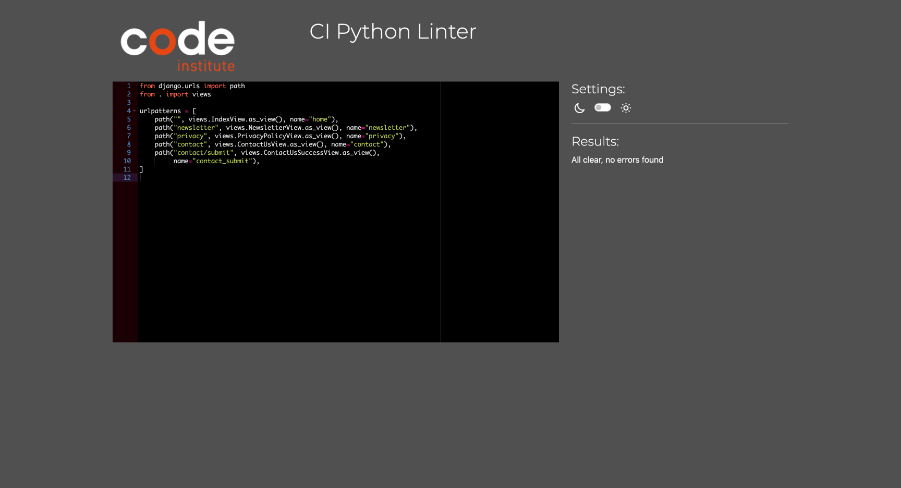 code
institute
CI Python Linter
1 from django.urls import path
2 from . import views
3
4 urlpatterns = [
5     path("", views.IndexView.as_view(), name="home"),
6     path("newsletter", views.NewsletterView.as_view(), name="newsletter"),
7     path("privacy", views.PrivacyPolicyView.as_view(), name="privacy"),
8     path("contact", views.ContactUsView.as_view(), name="contact"),
9     path("contact/submit", views.ContactUsSuccessView.as_view(),
10          name="contact_submit"),
11 ]
12
Settings:
Results:
All clear, no errors found